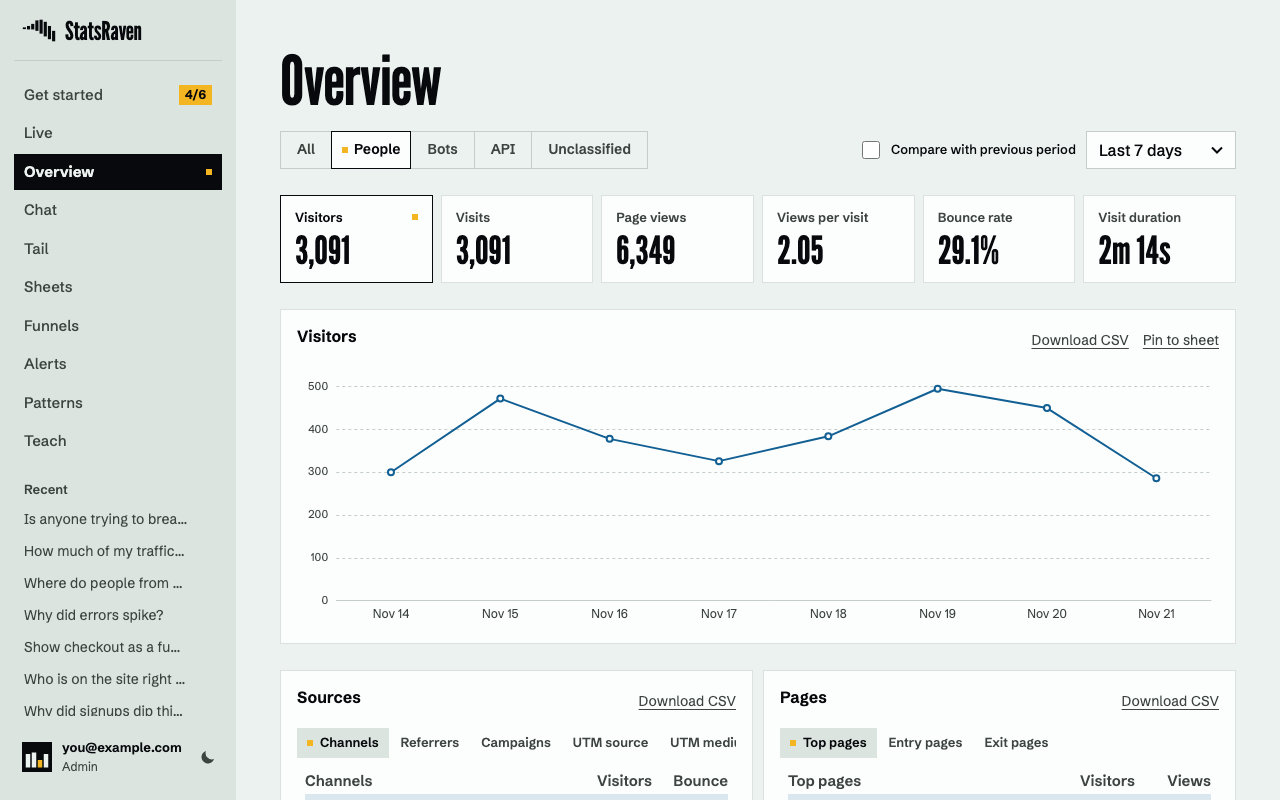 StatsRaven
Get started 4/6
Live
Overview
Chat
Tail
Sheets
Funnels
Alerts
Patterns
Teach
Recent
Is anyone trying to brea...
How much of my traffic...
Where do people from ...
Why did errors spike?
Show checkout as a fu...
Who is on the site right ...
Why did signups dip thi...
you@example.com
Admin
Overview
All People Bots API Unclassified
Compare with previous period Last 7 days
Visitors Visits Page views Views per visit Bounce rate Visit duration
3,091 3,091 6,349 2.05 29.1% 2m 14s
Visitors Download CSV Pin to sheet
500
400
300
200
100
0
Nov 14 Nov 15 Nov 16 Nov 17 Nov 18 Nov 19 Nov 20 Nov 21
Sources Download CSV
Channels Referrers Campaigns UTM source UTM medi
Channels Visitors Bounce
Pages Download CSV
Top pages Entry pages Exit pages
Top pages Visitors Views